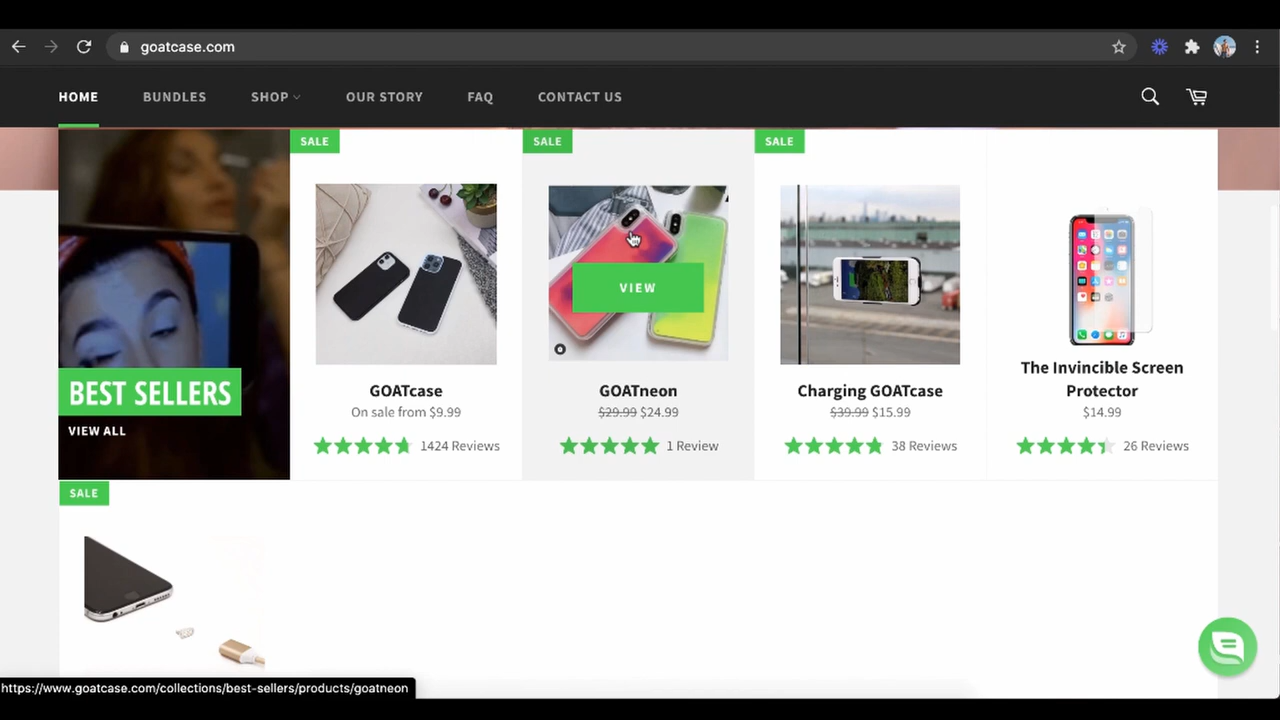 goatcase.com
HOME
BUNDLES
SHOP
OUR STORY
FAQ
CONTACT US
BEST SELLERS
VIEW ALL
SALE
GOATcase
On sale from $9.99
1424 Reviews
SALE
VIEW
GOATneon
$29.99 $24.99
1 Review
SALE
Charging GOATcase
$39.99 $15.99
38 Reviews
The Invincible Screen
Protector
$14.99
26 Reviews
SALE
https://www.goatcase.com/collections/best-sellers/products/goatneon